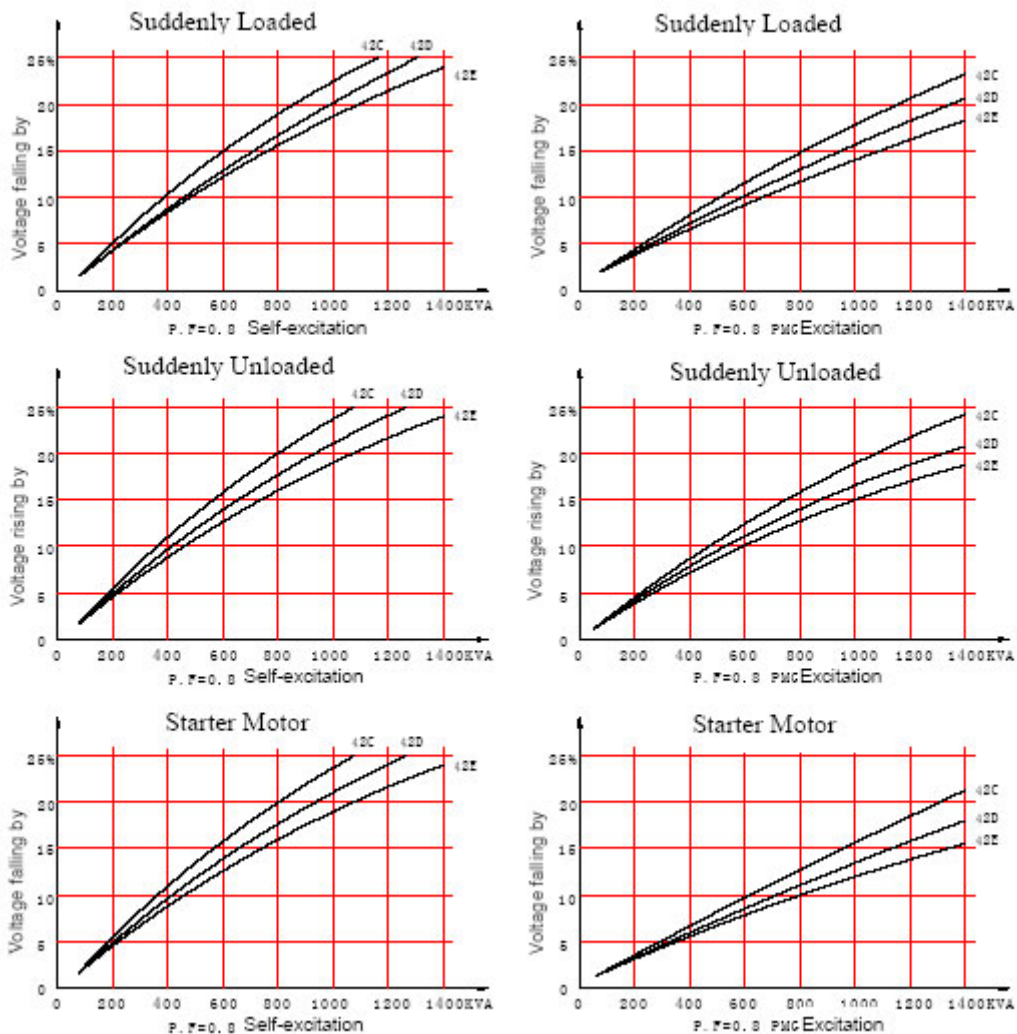 Suddenly Loaded
42C 42D
42E
Voltage falling by
25%
20
15
10
5
0
0 200 400 600 800 1000 1200 1400KVA
P.F=0.8 Self-excitation
Suddenly Loaded
42C
42D
42E
Voltage falling by
25%
20
15
10
5
0
200 400 600 800 1000 1200 1400KVA
P.F=0.8 PMG Excitation
Suddenly Unloaded
42C 42D
42E
Voltage rising by
25%
20
15
10
5
0
0 200 400 600 800 1000 1200 1400KVA
P.F=0.8 Self-excitation
Suddenly Unloaded
42C
42D
42E
Voltage rising by
25%
20
15
10
5
0
0 200 400 600 800 1000 1200 1400KVA
P.F=0.8 PMG Excitation
Starter Motor
42C 42D
42E
Voltage falling by
25%
20
15
10
5
0
0 200 400 600 800 1000 1200 1400KVA
P.F=0.8 Self-excitation
Starter Motor
42C
42D
42E
Voltage falling by
25%
20
15
10
5
0
0 200 400 600 800 1000 1200 1400KVA
P.F=0.8 PMG Excitation